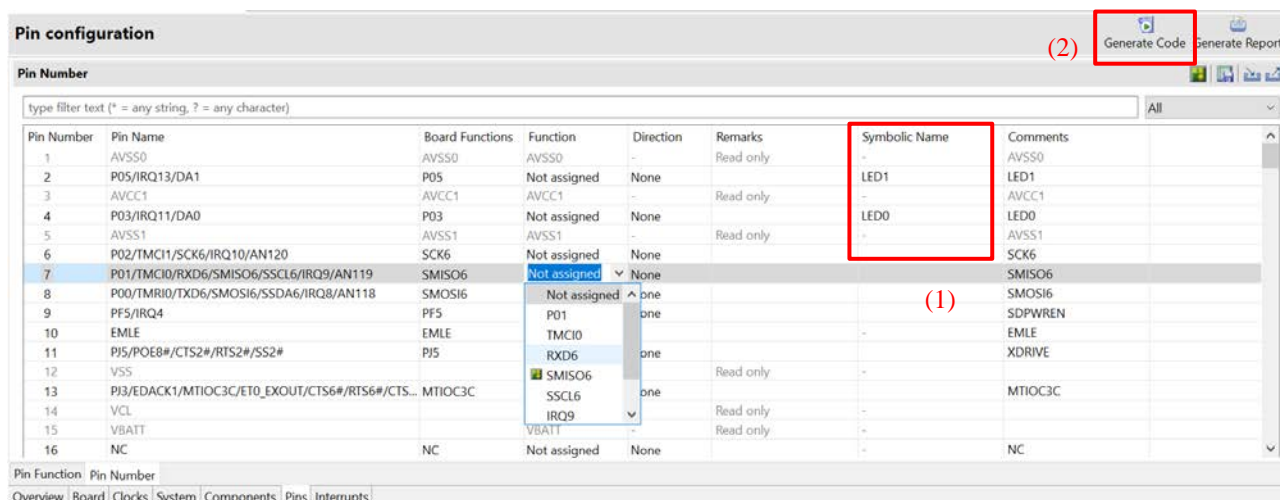 Pin configuration
(2)
Generate Code
Generate Report
Pin Number
type filter text (* = any string, ? = any character)
All
Pin Number Pin Name Board Functions Function Direction Remarks Symbolic Name Comments
1 AVSS0 AVSS0 AVSS0 - Read only - AVSS0
2 P05/IRQ13/DA1 P05 Not assigned None LED1 LED1
3 AVCC1 AVCC1 AVCC1 - Read only - AVCC1
4 P03/IRQ11/DA0 P03 Not assigned None LED0 LED0
5 AVSS1 AVSS1 AVSS1 - Read only - AVSS1
6 P02/TMCI1/SCK6/IRQ10/AN120 SCK6 Not assigned None SCK6
7 P01/TMCI0/RXD6/SMISO6/SSCL6/IRQ9/AN119 SMISO6 Not assigned None SMISO6
8 P00/TMRI0/TXD6/SMOSI6/SSDA6/IRQ8/AN118 SMOSI6 Not assigned one SMOSI6
9 PF5/IRQ4 PF5 P01 one SDPWREN
(1)
10 EMLE EMLE TMCI0 - EMLE
11 PJ5/POE8#/CTS2#/RTS2#/SS2# PJ5 RXD6 one XDRIVE
12 VSS SMISO6 Read only -
13 PJ3/EDACK1/MTIOC3C/ET0_EXOUT/CTS6#/RTS6#/CTS... MTIOC3C SSCL6 one MTIOC3C
14 VCL IRQ9 Read only -
15 VBATT VBATT - Read only -
16 NC NC Not assigned None - NC
Pin Function Pin Number
Overview Board Clocks System Components Pins Interrupts